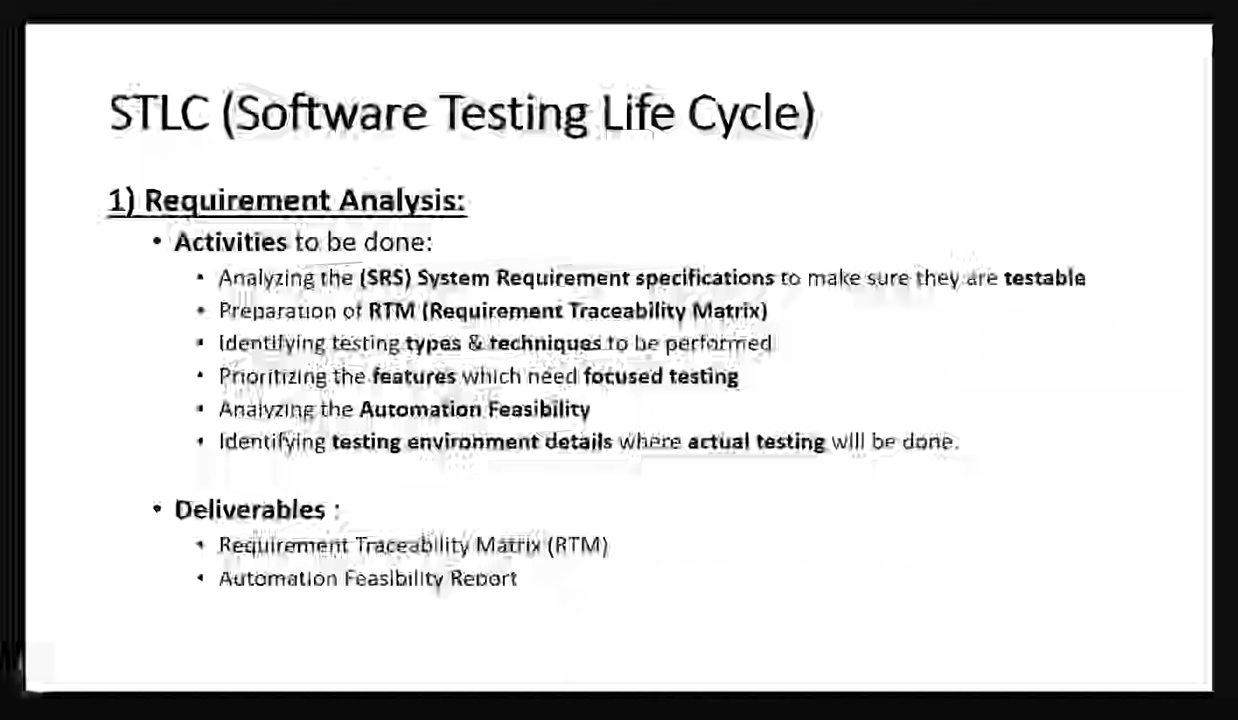 STLC (Software Testing Life Cycle)
1) Requirement Analysis:
• Activities to be done:
• Analyzing the (SRS) System Requirement specifications to make sure they are testable
• Preparation of RTM (Requirement Traceability Matrix)
• Identifying testing types & techniques to be performed
• Prioritizing the features which need focused testing
• Analyzing the Automation Feasibility
• Identifying testing environment details where actual testing will be done.
• Deliverables :
• Requirement Traceability Matrix (RTM)
• Automation Feasibility Report